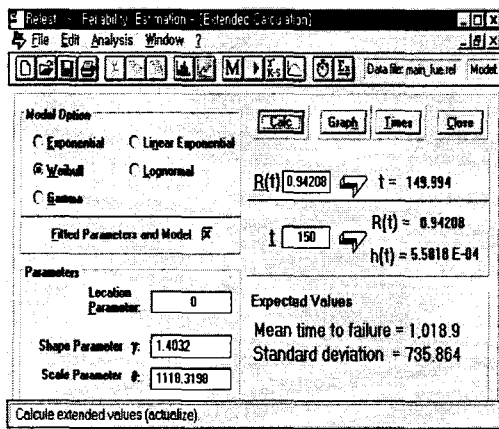 Relest - Reliability Estimation - [Extended Calculation]
File Edit Analysis Window ?
M K-S Data file: main_fue.rel Model:
Model Option
Exponential Linear Exponential
Weibull Lognormal
Gamma
Fitted Parameters and Model
Calc Graph Times Close
R(t) 0.94208 t = 149.994
t 150 R(t) = 0.94208
h(t) = 5.5818 E-04
Parameters
Location Parameter: 0
Shape Parameter γ: 1.4032
Scale Parameter θ: 1118.3198
Expected Values
Mean time to failure = 1,018.9
Standard deviation = 735.864
Calcule extended values (actualize).